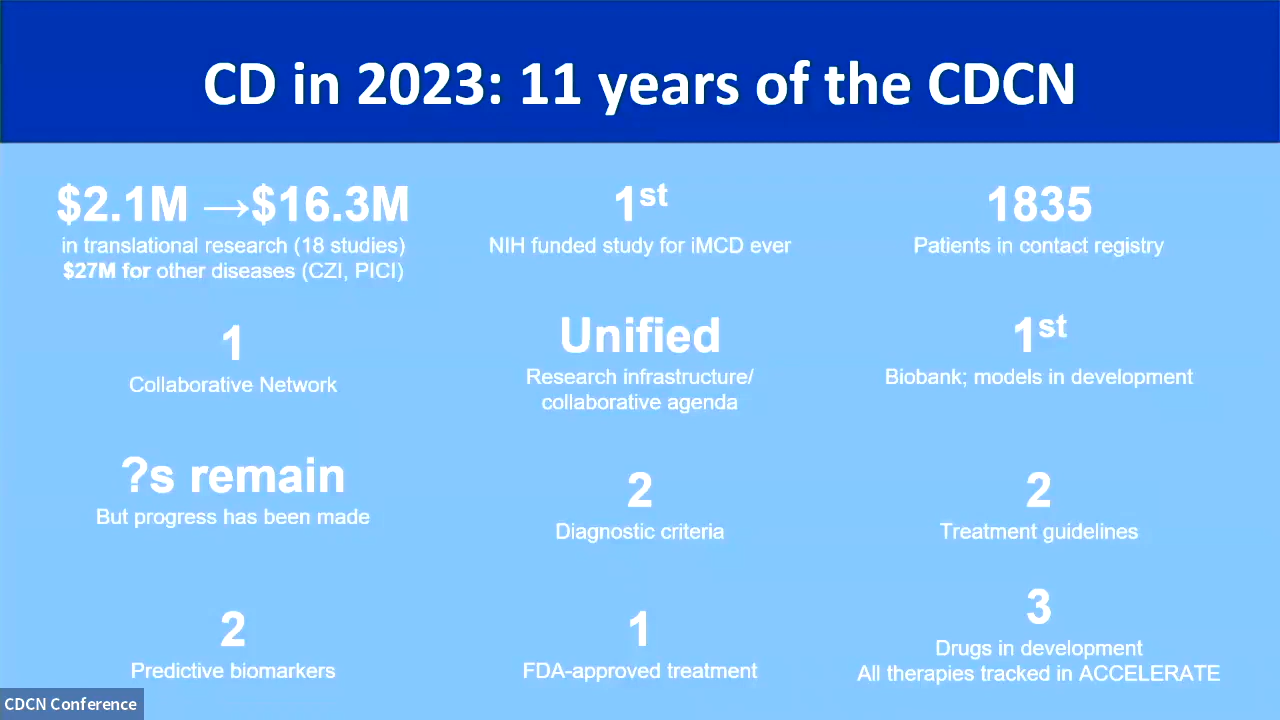 CD in 2023: 11 years of the CDCN
$2.1M →$16.3M
in translational research (18 studies)
$27M for other diseases (CZI, PICI)
1st
NIH funded study for iMCD ever
1835
Patients in contact registry
1
Collaborative Network
Unified
Research infrastructure/
collaborative agenda
1st
Biobank; models in development
?s remain
But progress has been made
2
Diagnostic criteria
2
Treatment guidelines
2
Predictive biomarkers
1
FDA-approved treatment
3
Drugs in development
All therapies tracked in ACCELERATE
CDCN Conference